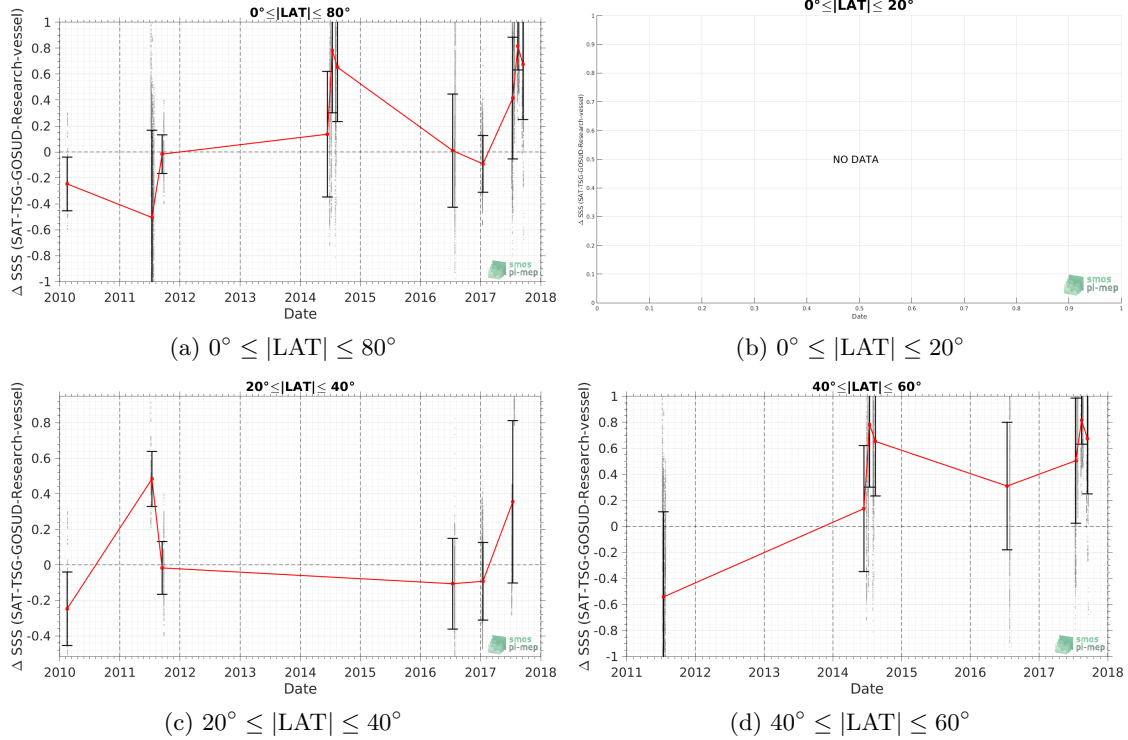 0°≤|LAT|≤ 80°
Δ SSS (SAT-TSG-GOSUD-Research-vessel)
1
0.8
0.6
0.4
0.2
0
-0.2
-0.4
-0.6
-0.8
-1
2010 2011 2012 2013 2014 2015 2016 2017 2018
Date
smos
pi-mep
(a) 0° ≤ |LAT| ≤ 80°
0°≤|LAT|≤ 20°
Δ SSS (SAT-TSG-GOSUD-Research-vessel)
1
0.9
0.8
0.7
0.6
0.5
0.4
0.3
0.2
0.1
0
NO DATA
0 0.1 0.2 0.3 0.4 0.5 0.6 0.7 0.8 0.9 1
Date
smos
pi-mep
(b) 0° ≤ |LAT| ≤ 20°
20°≤|LAT|≤ 40°
Δ SSS (SAT-TSG-GOSUD-Research-vessel)
0.8
0.6
0.4
0.2
0
-0.2
-0.4
2010 2011 2012 2013 2014 2015 2016 2017 2018
Date
smos
pi-mep
(c) 20° ≤ |LAT| ≤ 40°
40°≤|LAT|≤ 60°
Δ SSS (SAT-TSG-GOSUD-Research-vessel)
1
0.8
0.6
0.4
0.2
0
-0.2
-0.4
-0.6
-0.8
-1
2011 2012 2013 2014 2015 2016 2017 2018
Date
smos
pi-mep
(d) 40° ≤ |LAT| ≤ 60°